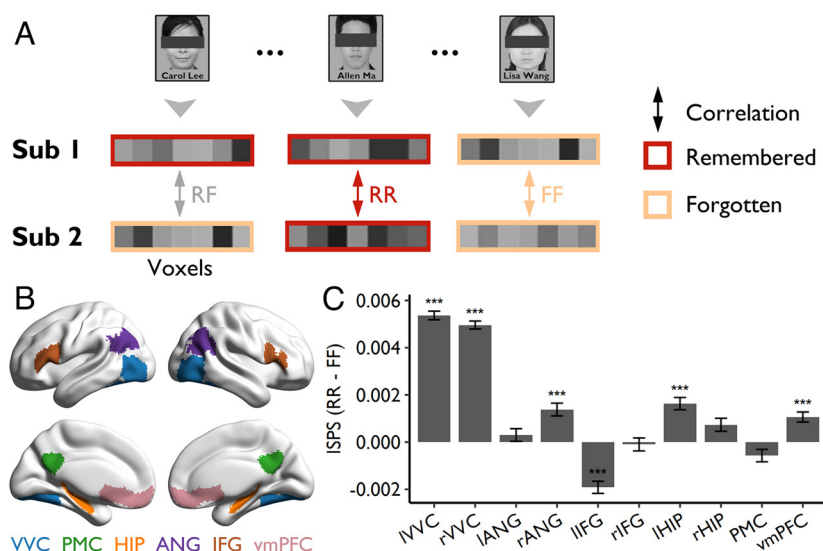 A
Carol Lee
...
Allen Ma
...
Lisa Wang
Sub 1
RF
RR
FF
Sub 2
Voxels
Correlation
Remembered
Forgotten
B
VVC PMC HIP ANG IFG vmPFC
C
ISPS (RR - FF)
0.006
0.004
0.002
0.000
-0.002
***
***
***
***
***
***
lVVC
rVVC
lANG
rANG
lIFG
rIFG
lHIP
rHIP
PMC
vmPFC